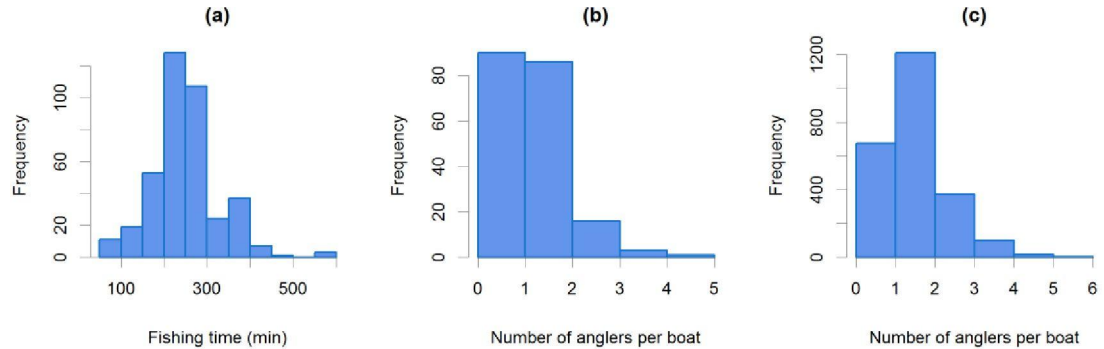 (a)
Frequency
0
20
60
100
100
300
500
Fishing time (min)
(b)
Frequency
0
20
40
60
80
0 1 2 3 4 5
Number of anglers per boat
(c)
Frequency
0
400
800
1200
0 1 2 3 4 5 6
Number of anglers per boat